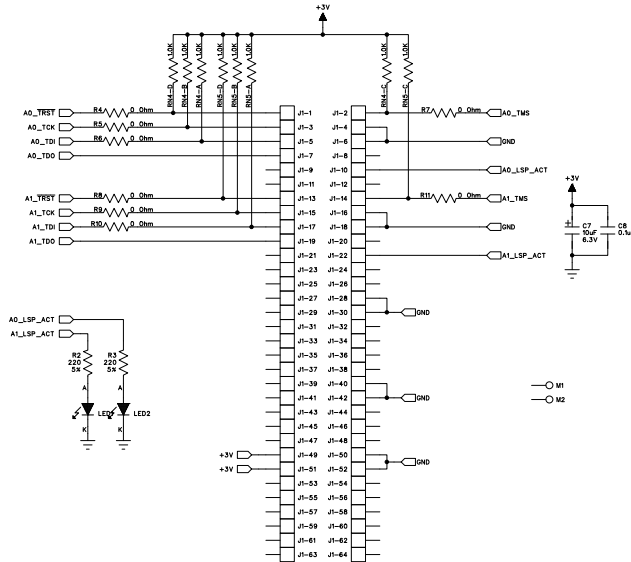 +3V
1.0K 1.0K 1.0K 1.0K 1.0K 1.0K 1.0K 1.0K
RN4-D RN4-B RN4-A RN5-D RN5-B RN5-A RN4-C RN5-C
A0_TRST R4 0 Ohm J1-1 J1-2 R7 0 Ohm A0_TMS
A0_TCK R5 0 Ohm J1-3 J1-4
A0_TDI R6 0 Ohm J1-5 J1-6 GND
A0_TDO J1-7 J1-8
J1-9 J1-10 A0_LSP_ACT
J1-11 J1-12
A1_TRST R8 0 Ohm J1-13 J1-14 R11 0 Ohm A1_TMS
A1_TCK R9 0 Ohm J1-15 J1-16
A1_TDI R10 0 Ohm J1-17 J1-18 GND
A1_TDO J1-19 J1-20
J1-21 J1-22 A1_LSP_ACT
J1-23 J1-24
J1-25 J1-26
J1-27 J1-28
J1-29 J1-30 GND
J1-31 J1-32
J1-33 J1-34
J1-35 J1-36
J1-37 J1-38
J1-39 J1-40
J1-41 J1-42 GND
J1-43 J1-44
J1-45 J1-46
J1-47 J1-48
+3V J1-49 J1-50
GND
+3V J1-51 J1-52
J1-53 J1-54
J1-55 J1-56
J1-57 J1-58
J1-59 J1-60
J1-61 J1-62
J1-63 J1-64
+3V
+ C7
10uF
6.3V
C8
0.1u
A0_LSP_ACT
A1_LSP_ACT
R2
220
5%
R3
220
5%
A A
LED2
K K
M1
M2